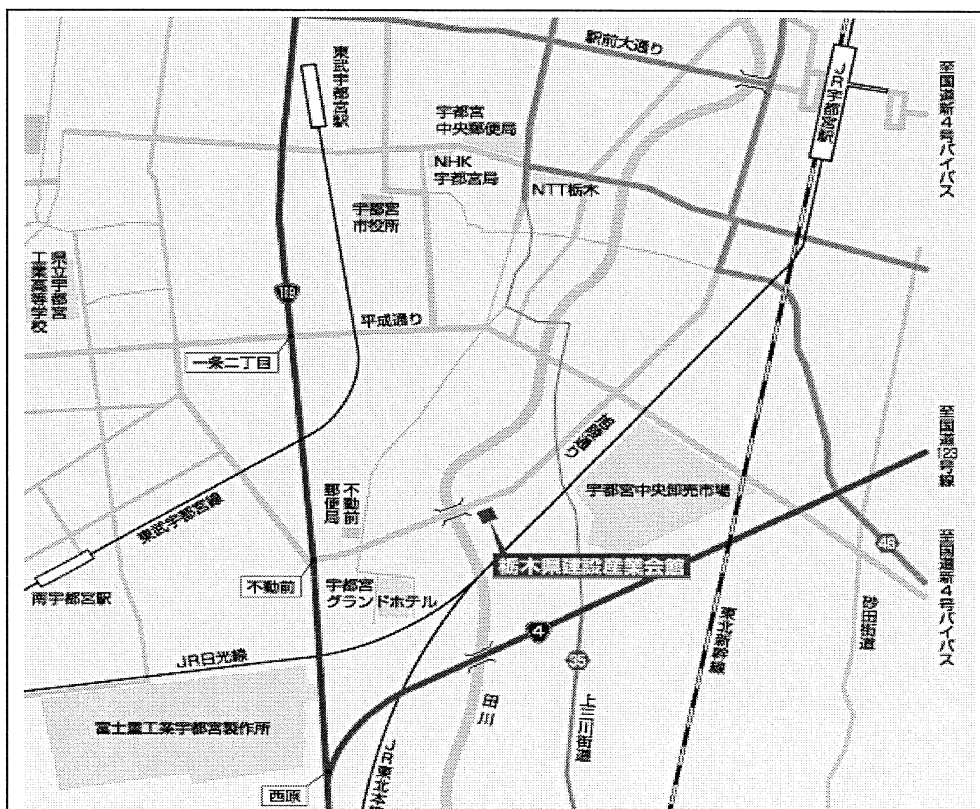 駅前大通り
東武宇都宮駅
JR宇都宮駅
至国道新4号バイパス
宇都宮
中央郵便局
NHK
宇都宮局
NTT栃木
宇都宮
市役所
県立宇都宮
工業高等学校
119
平成通り
一条二丁目
至国道123号線
宇都宮中央卸売市場
不動前
郵便局
東武宇都宮線
栃木県建設産業会館
46
至国道新4号バイパス
不動前
宇都宮
グランドホテル
南宇都宮駅
4
JR日光線
35
東北新幹線
砂田街道
富士重工業宇都宮製作所
田川
上三川街道
西原